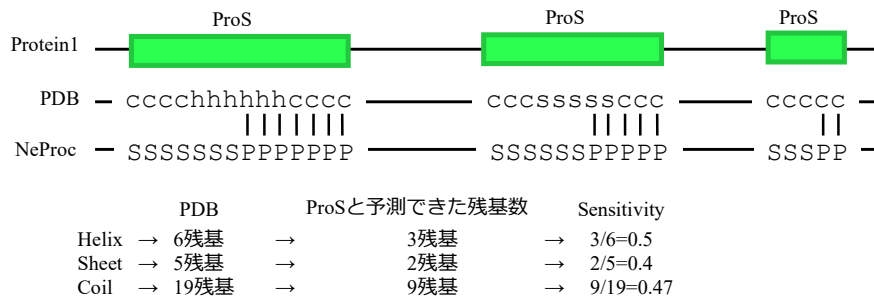 ProS ProS ProS
Protein1
PDB cccchhhhhhcccc cccsssssccc ccccc
NeProc SSSSSSSPPPPPPP SSSSSSPPPPP SSSPP
PDB ProSと予測できた残基数 Sensitivity
Helix → 6残基 → 3残基 → 3/6=0.5
Sheet → 5残基 → 2残基 → 2/5=0.4
Coil → 19残基 → 9残基 → 9/19=0.47